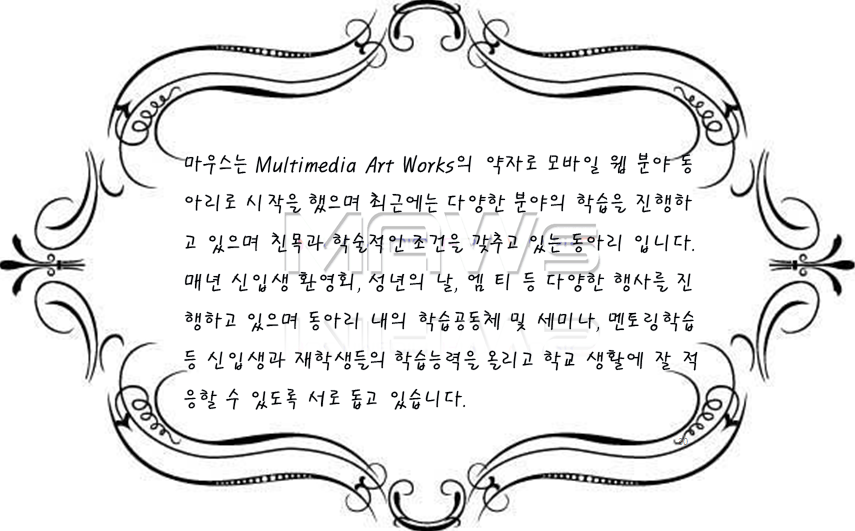 마우스는 Multimedia Art Works의 약자로 모바일 웹 분야 동
아리로 시작을 했으며 최근에는 다양한 분야의 학습을 진행하
고 있으며 친목과 학술적인 조건을 갖추고 있는 동아리 입니다.
매년 신입생 환영회, 성년의 날, 엠 티 등 다양한 행사를 진
행하고 있으며 동아리 내의 학습공동체 및 세미나, 멘토링학습
등 신입생과 재학생들의 학습능력을 올리고 학교 생활에 잘 적
응할 수 있도록 서로 돕고 있습니다.
MAWs